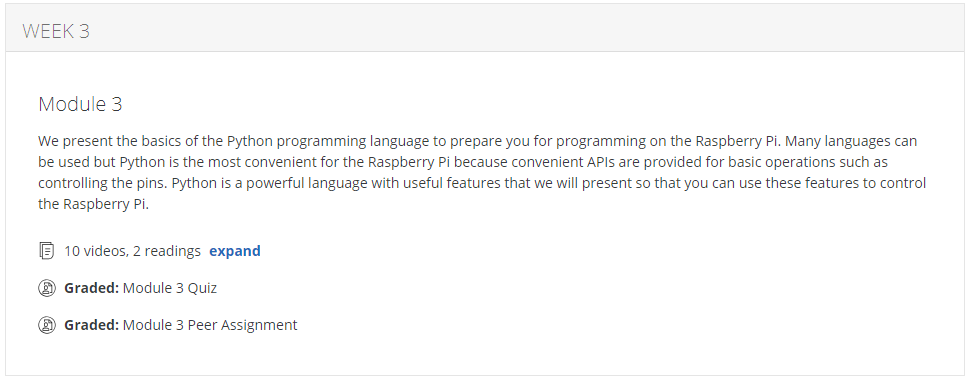 WEEK 3
Module 3
We present the basics of the Python programming language to prepare you for programming on the Raspberry Pi. Many languages can
be used but Python is the most convenient for the Raspberry Pi because convenient APIs are provided for basic operations such as
controlling the pins. Python is a powerful language with useful features that we will present so that you can use these features to control
the Raspberry Pi.
10 videos, 2 readings expand
Graded: Module 3 Quiz
Graded: Module 3 Peer Assignment